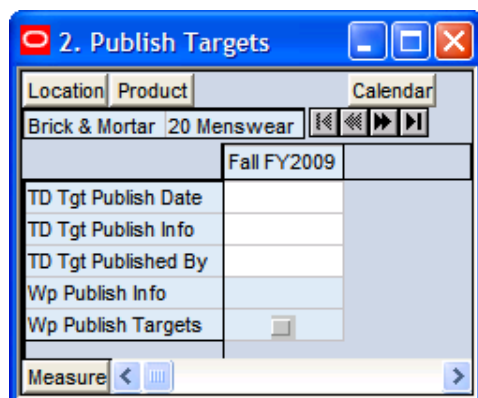 2. Publish Targets
Location Product Calendar
Brick & Mortar 20 Menswear
Fall FY2009
TD Tgt Publish Date
TD Tgt Publish Info
TD Tgt Published By
Wp Publish Info
Wp Publish Targets
Measure